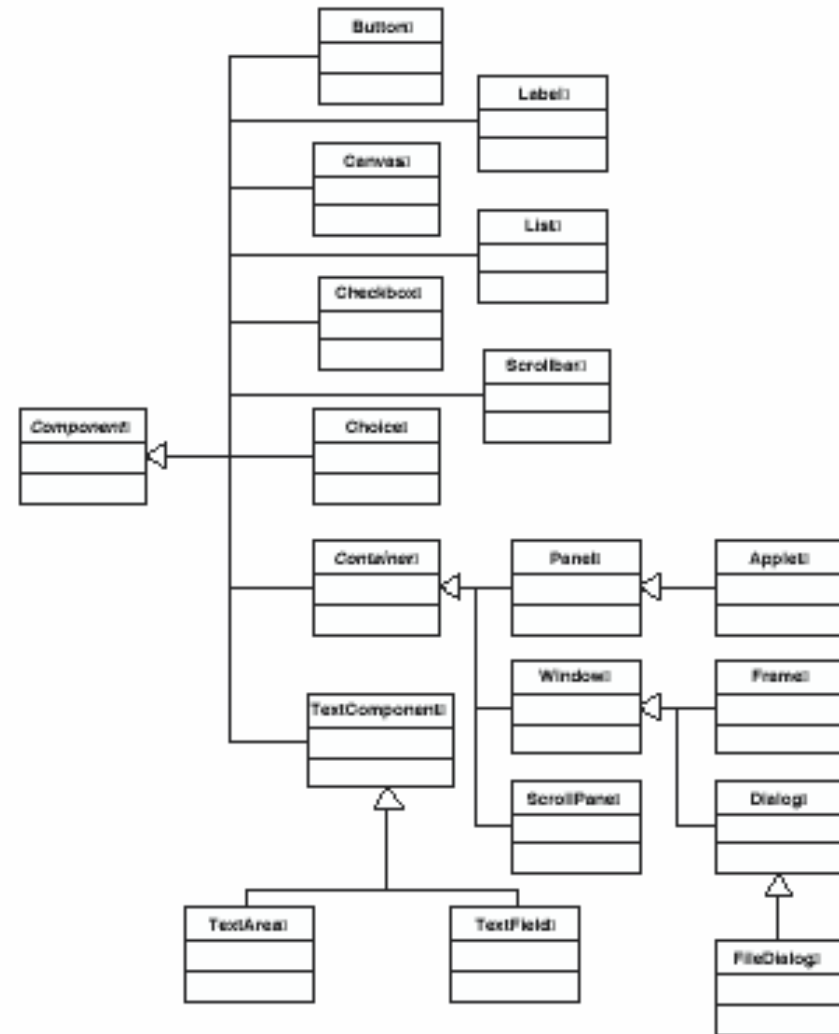 Button
Label
Canvas
List
Checkbox
Scrollbar
Component
Choice
Container
Panel
Applet
Window
Frame
TextComponent
ScrollPane
Dialog
TextArea
TextField
FileDialog